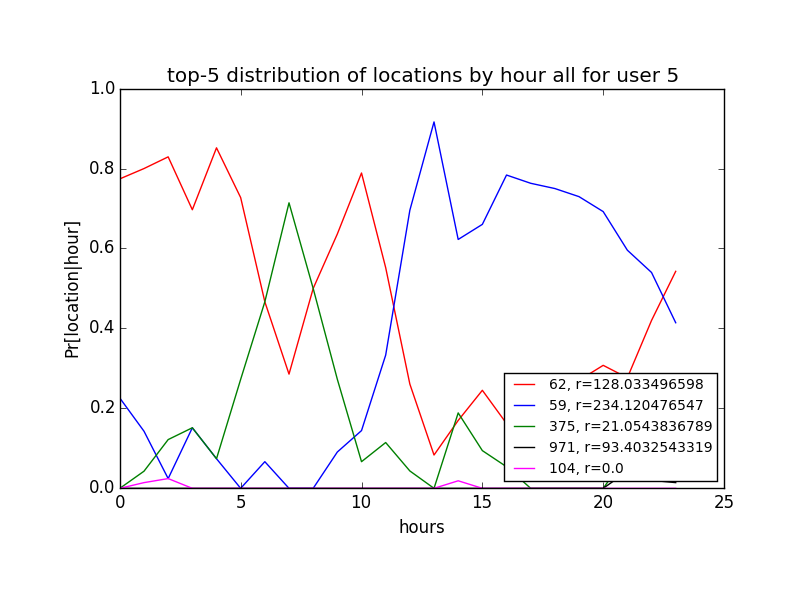 top-5 distribution of locations by hour all for user 5
1.0
0.8
0.6
0.4
0.2
0.0
Pr[location|hour]
62, r=128.033496598
59, r=234.120476547
375, r=21.0543836789
971, r=93.4032543319
104, r=0.0
0 5 10 15 20 25
hours